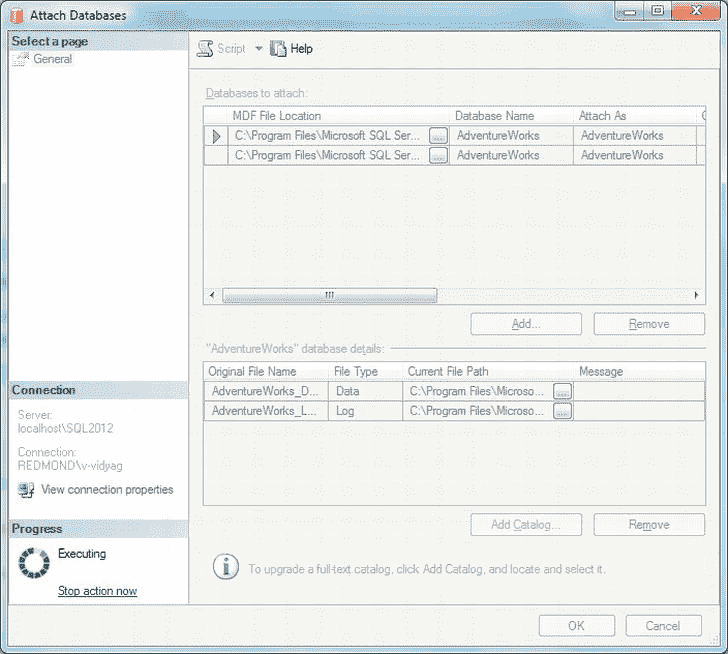 Attach Databases
Select a page
General
Script Help
Databases to attach:
MDF File Location Database Name Attach As
C:\Program Files\Microsoft SQL Ser... ... AdventureWorks AdventureWorks
C:\Program Files\Microsoft SQL Ser... ... AdventureWorks AdventureWorks
Add... Remove
"AdventureWorks" database details:
Original File Name File Type Current File Path Message
AdventureWorks_D... Data C:\Program Files\Microso... ...
AdventureWorks_L... Log C:\Program Files\Microso... ...
Add Catalog... Remove
To upgrade a full-text catalog, click Add Catalog, and locate and select it.
Connection
Server:
localhost\SQL2012
Connection:
REDMOND\v-vidyag
View connection properties
Progress
Executing
Stop action now
OK Cancel